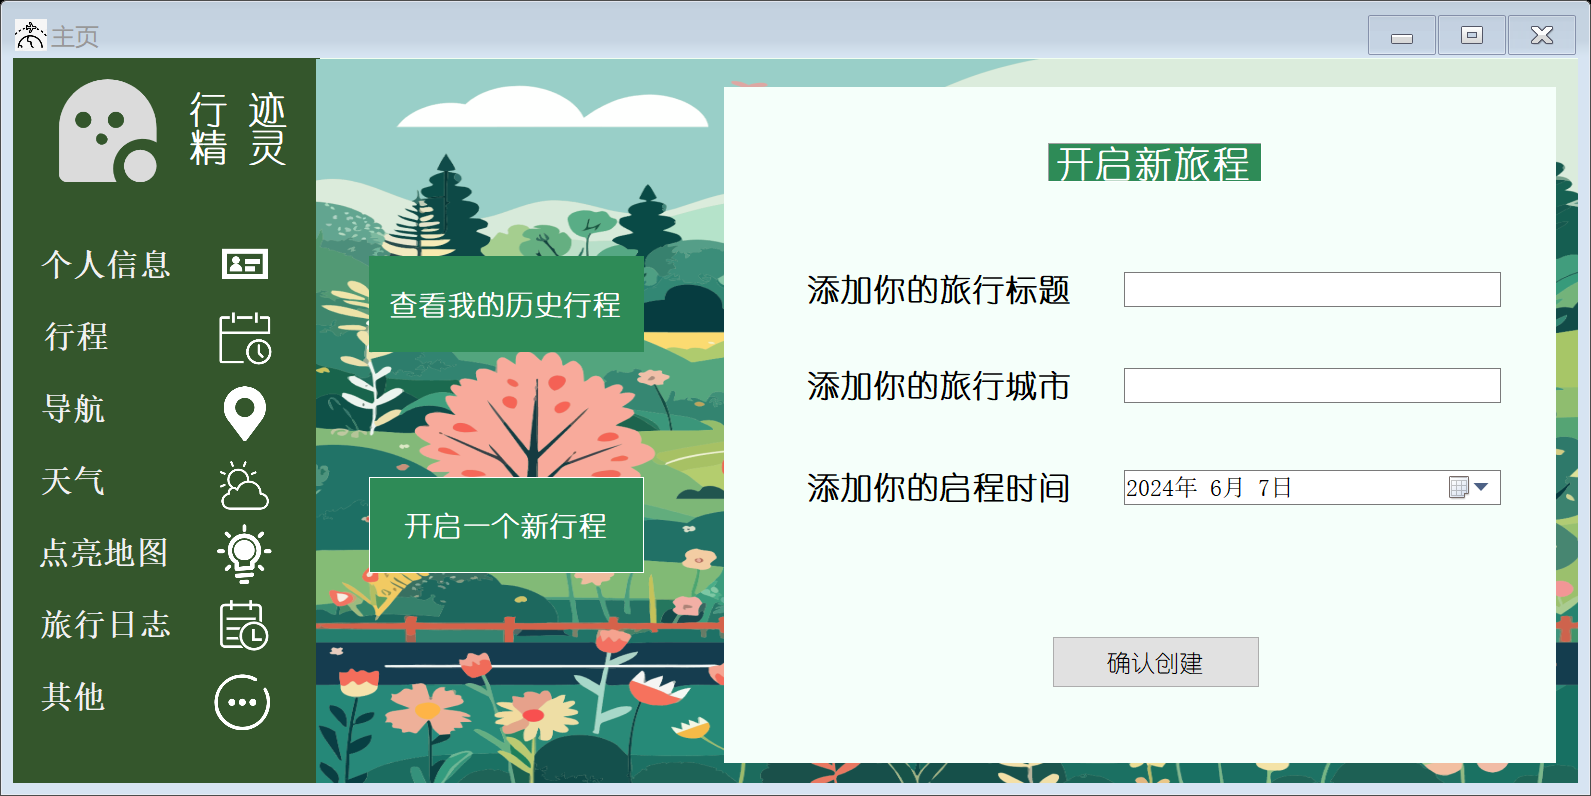 主页
行 迹
精 灵
个人信息
行程
导航
天气
点亮地图
旅行日志
其他
查看我的历史行程
开启一个新行程
开启新旅程
添加你的旅行标题
添加你的旅行城市
添加你的启程时间
2024年 6月 7日
确认创建